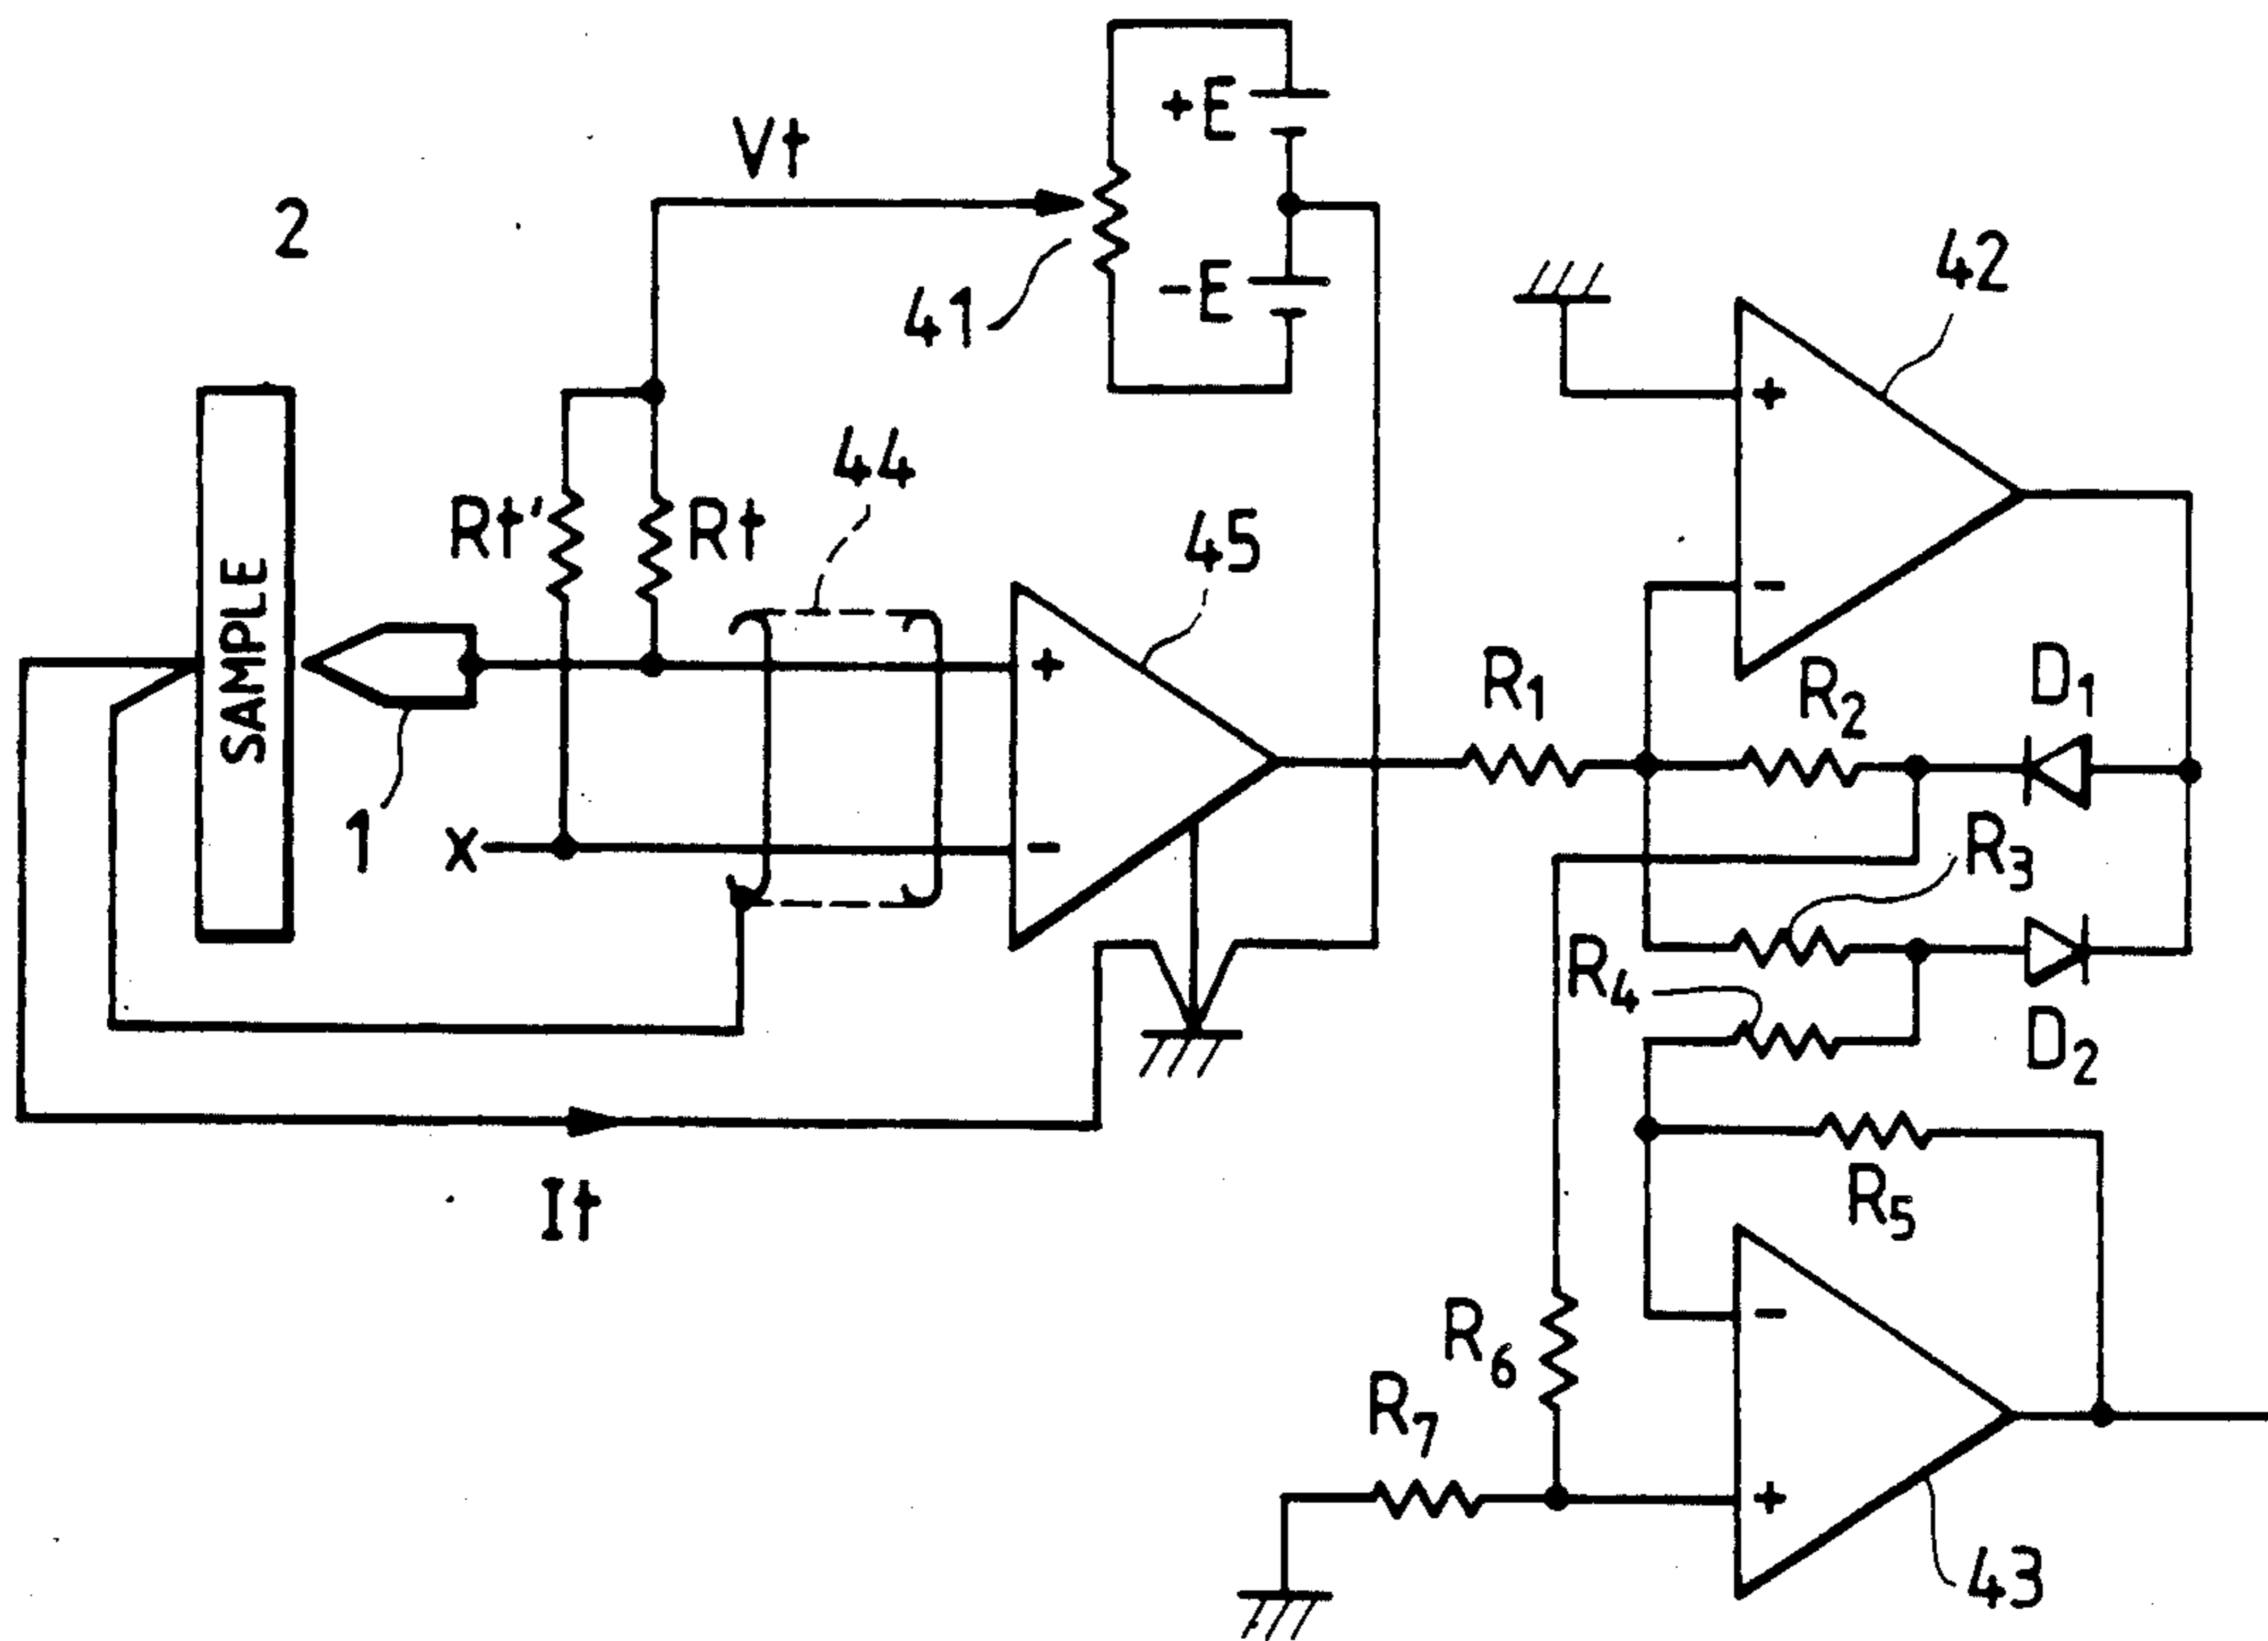 +E
Vt
2
42
-E
41
44
Rt'
Rt
45
SAMPLE
+
-
R1
R2
D1
+
1
x
-
R3
R4
D2
It
R5
-
R6
R7
+
43